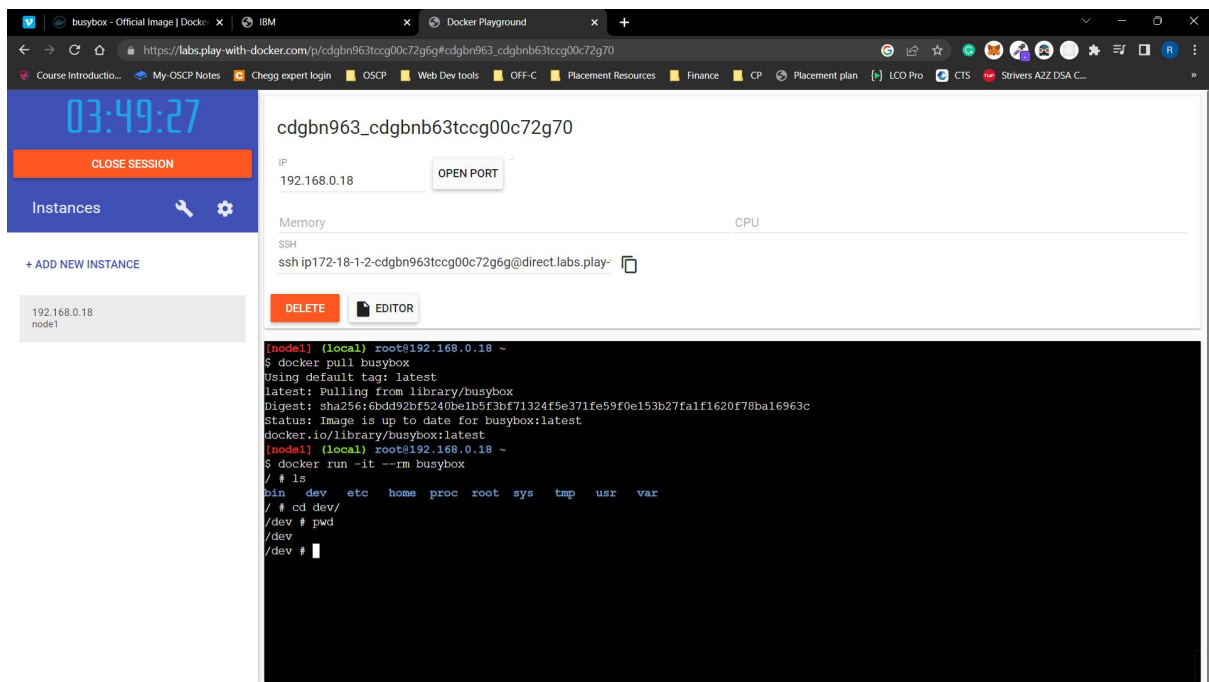 busybox - Official Image | Docker
IBM
Docker Playground
https://labs.play-with-docker.com/p/cdgbn963tccg00c72g6g#cdgbn963_cdgbnb63tccg00c72g70
Course Introductio... My-OSCP Notes Chegg expert login OSCP Web Dev tools OFF-C Placement Resources Finance CP Placement plan LCO Pro CTS Strivers A2Z DSA C... »
03:49:27
CLOSE SESSION
Instances
+ ADD NEW INSTANCE
192.168.0.18
node1
cdgbn963_cdgbnb63tccg00c72g70
IP
192.168.0.18
OPEN PORT
Memory
CPU
SSH
ssh ip172-18-1-2-cdgbn963tccg00c72g6g@direct.labs.play-
DELETE
EDITOR
[node1] (local) root@192.168.0.18 ~
$ docker pull busybox
Using default tag: latest
latest: Pulling from library/busybox
Digest: sha256:6bdd92bf5240be1b5f3bf71324f5e371fe59f0e153b27fa1f1620f78ba16963c
Status: Image is up to date for busybox:latest
docker.io/library/busybox:latest
[node1] (local) root@192.168.0.18 ~
$ docker run -it --rm busybox
/ # ls
bin dev etc home proc root sys tmp usr var
/ # cd dev/
/dev # pwd
/dev
/dev #